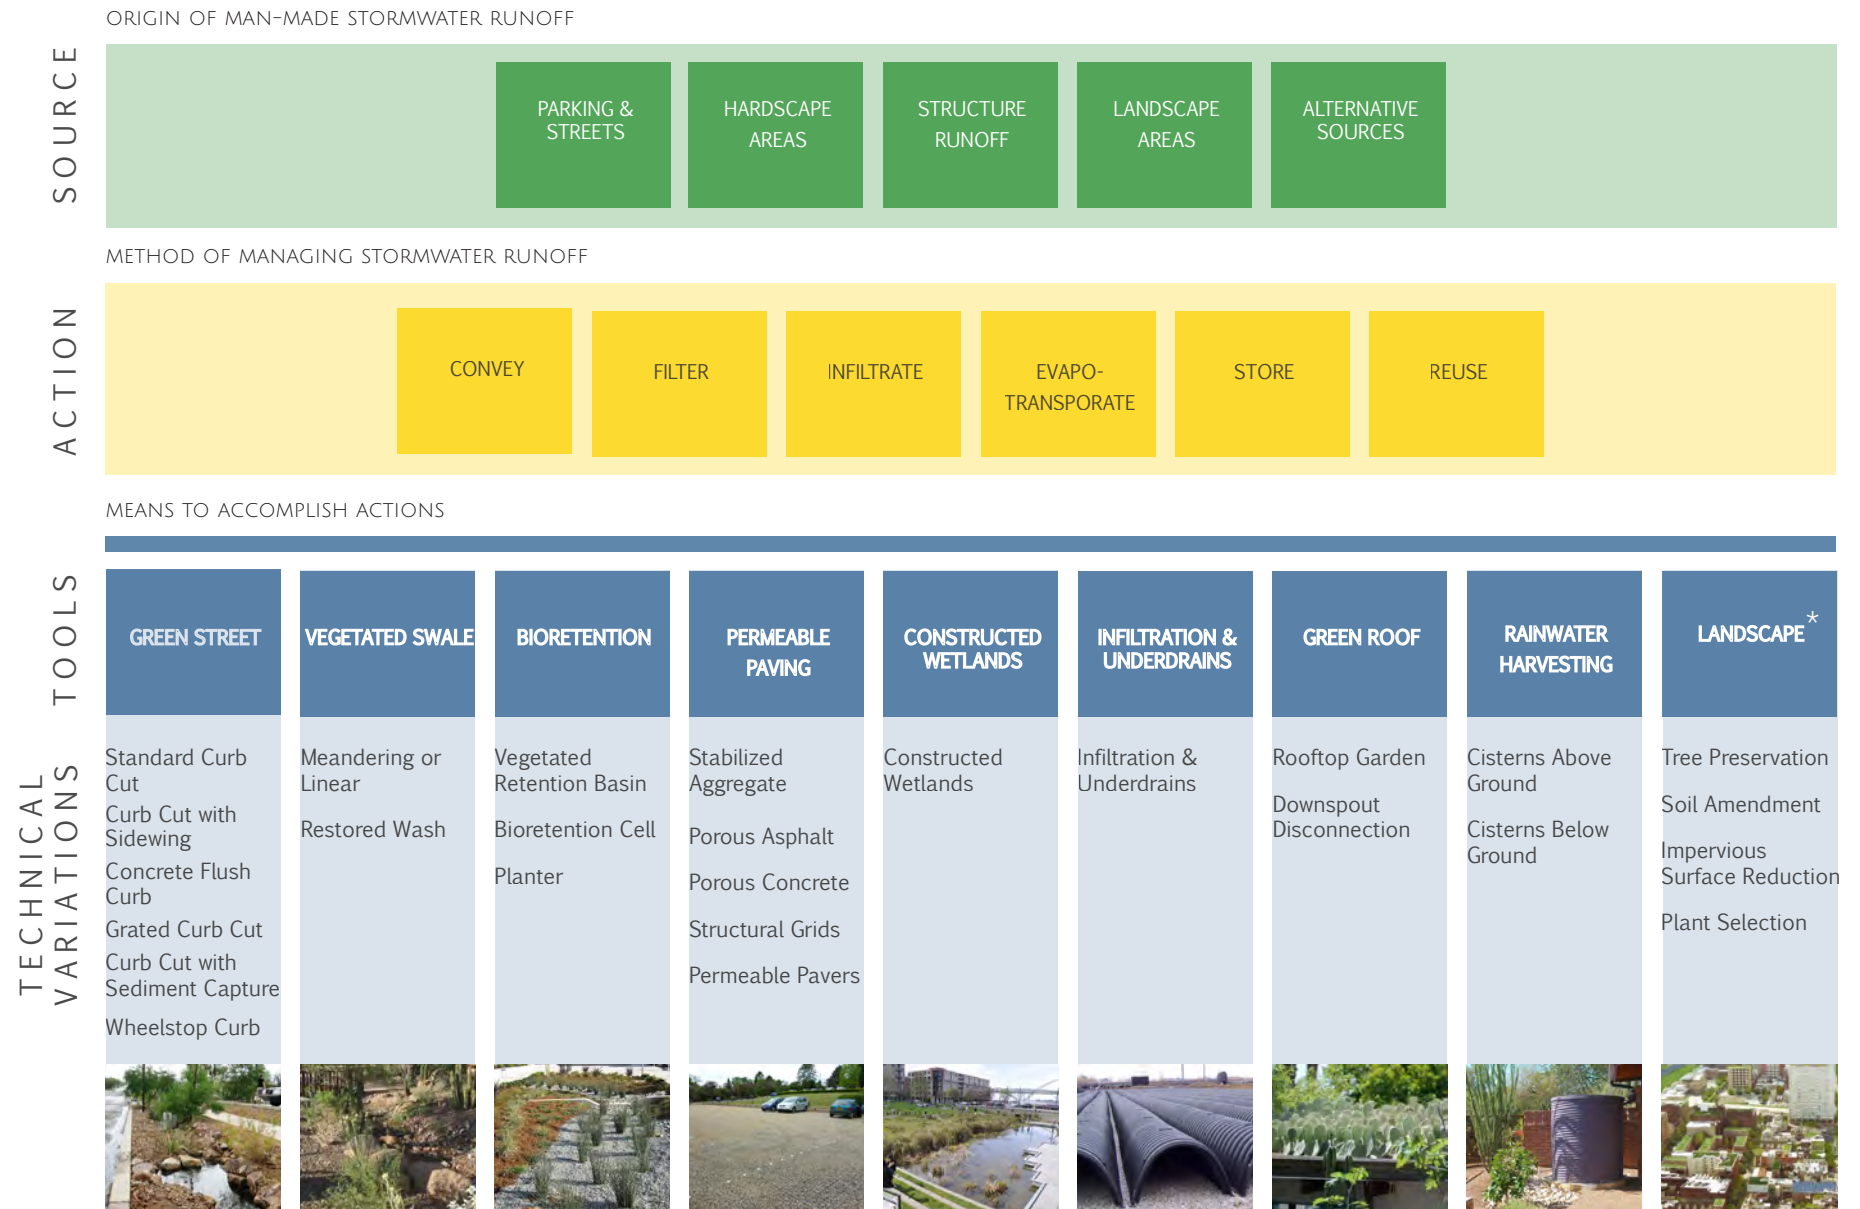 ORIGIN OF MAN-MADE STORMWATER RUNOFF
SOURCE
PARKING &
STREETS
HARDSCAPE
AREAS
STRUCTURE
RUNOFF
LANDSCAPE
AREAS
ALTERNATIVE
SOURCES
METHOD OF MANAGING STORMWATER RUNOFF
ACTION
CONVEY
FILTER
INFILTRATE
EVAPO-
TRANSPORATE
STORE
REUSE
MEANS TO ACCOMPLISH ACTIONS
TOOLS
GREEN STREET
VEGETATED SWALE
BIORETENTION
PERMEABLE
PAVING
CONSTRUCTED
WETLANDS
INFILTRATION &
UNDERDRAINS
GREEN ROOF
RAINWATER
HARVESTING
LANDSCAPE*
TECHNICAL
VARIATIONS
Standard Curb
Cut
Curb Cut with
Sidewing
Concrete Flush
Curb
Grated Curb Cut
Curb Cut with
Sediment Capture
Wheelstop Curb
Meandering or
Linear
Restored Wash
Vegetated
Retention Basin
Bioretention Cell
Planter
Stabilized
Aggregate
Porous Asphalt
Porous Concrete
Structural Grids
Permeable Pavers
Constructed
Wetlands
Infiltration &
Underdrains
Rooftop Garden
Downspout
Disconnection
Cisterns Above
Ground
Cisterns Below
Ground
Tree Preservation
Soil Amendment
Impervious
Surface Reduction
Plant Selection